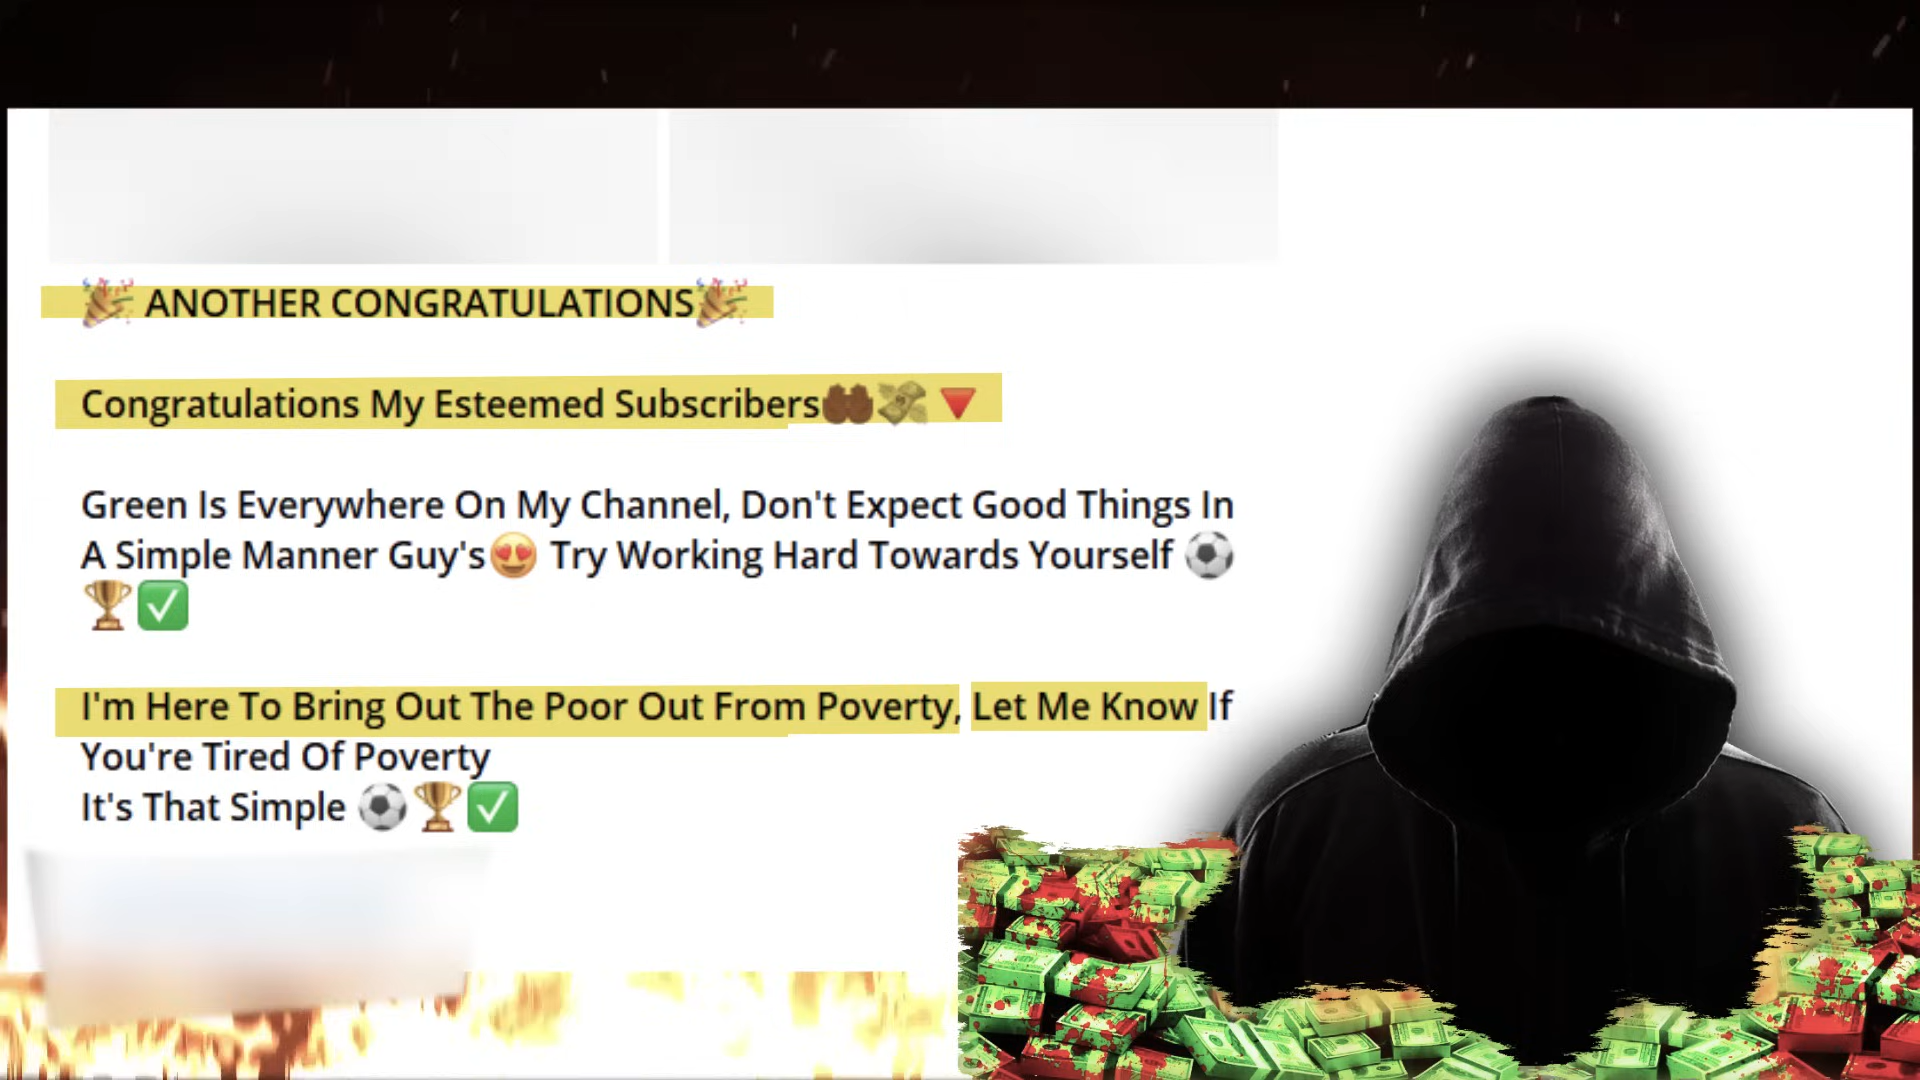 🎉 ANOTHER CONGRATULATIONS🎉
Congratulations My Esteemed Subscribers🤲🏿💸🔻
Green Is Everywhere On My Channel, Don't Expect Good Things In
A Simple Manner Guy's😍 Try Working Hard Towards Yourself ⚽
🏆✅
I'm Here To Bring Out The Poor Out From Poverty, Let Me Know If
You're Tired Of Poverty
It's That Simple ⚽🏆✅